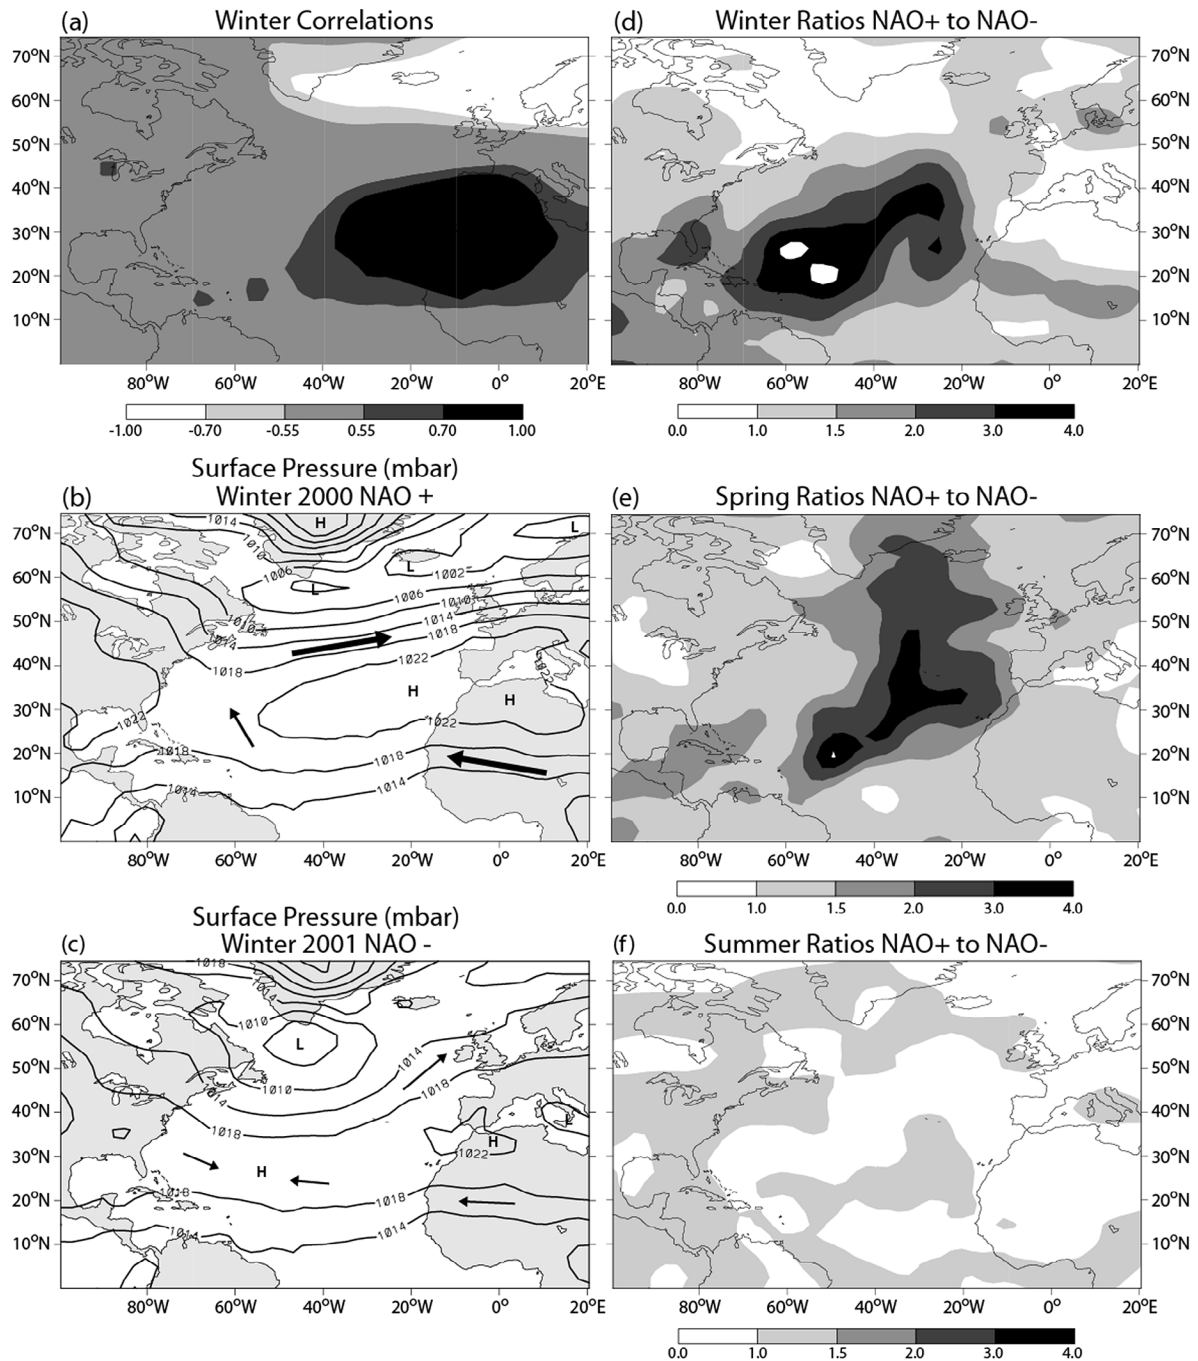 (a) Winter Correlations
70°N
60°N
50°N
40°N
30°N
20°N
10°N
80°W 60°W 40°W 20°W 0° 20°E
-1.00 -0.70 -0.55 0.55 0.70 1.00
(d) Winter Ratios NAO+ to NAO-
70°N
60°N
50°N
40°N
30°N
20°N
10°N
80°W 60°W 40°W 20°W 0° 20°E
0.0 1.0 1.5 2.0 3.0 4.0
Surface Pressure (mbar)
(b) Winter 2000 NAO +
70°N
60°N
50°N
40°N
30°N
20°N
10°N
1014 H L
1010 L
1006 1002
L 1006
1010 1010
1014 1014
1018 1018
1022
H H
1022 1022
1018 1018
1014 1014
80°W 60°W 40°W 20°W 0° 20°E
(e) Spring Ratios NAO+ to NAO-
70°N
60°N
50°N
40°N
30°N
20°N
10°N
80°W 60°W 40°W 20°W 0° 20°E
0.0 1.0 1.5 2.0 3.0 4.0
Surface Pressure (mbar)
(c) Winter 2001 NAO -
70°N
60°N
50°N
40°N
30°N
20°N
10°N
1018
1014
1010
L
1014
1010 1018
1014
1018 L
H
1022
H
1018 1018
1014 1014
80°W 60°W 40°W 20°W 0° 20°E
(f) Summer Ratios NAO+ to NAO-
70°N
60°N
50°N
40°N
30°N
20°N
10°N
80°W 60°W 40°W 20°W 0° 20°E
0.0 1.0 1.5 2.0 3.0 4.0